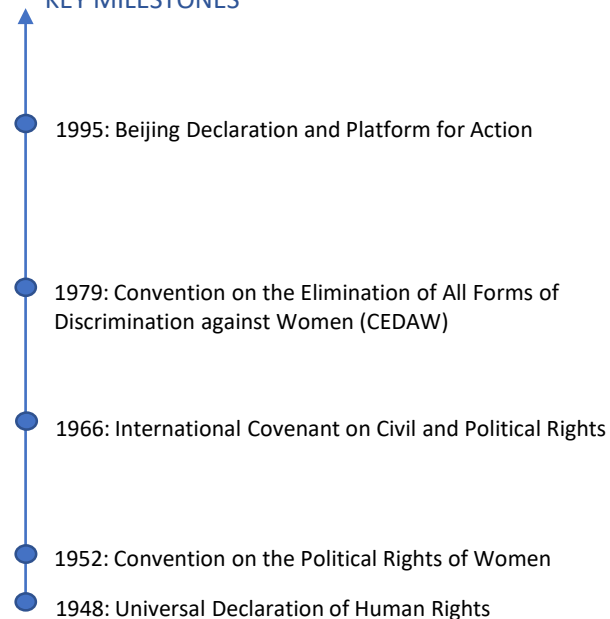 KEY MILESTONES
1995: Beijing Declaration and Platform for Action
1979: Convention on the Elimination of All Forms of
Discrimination against Women (CEDAW)
1966: International Covenant on Civil and Political Rights
1952: Convention on the Political Rights of Women
1948: Universal Declaration of Human Rights